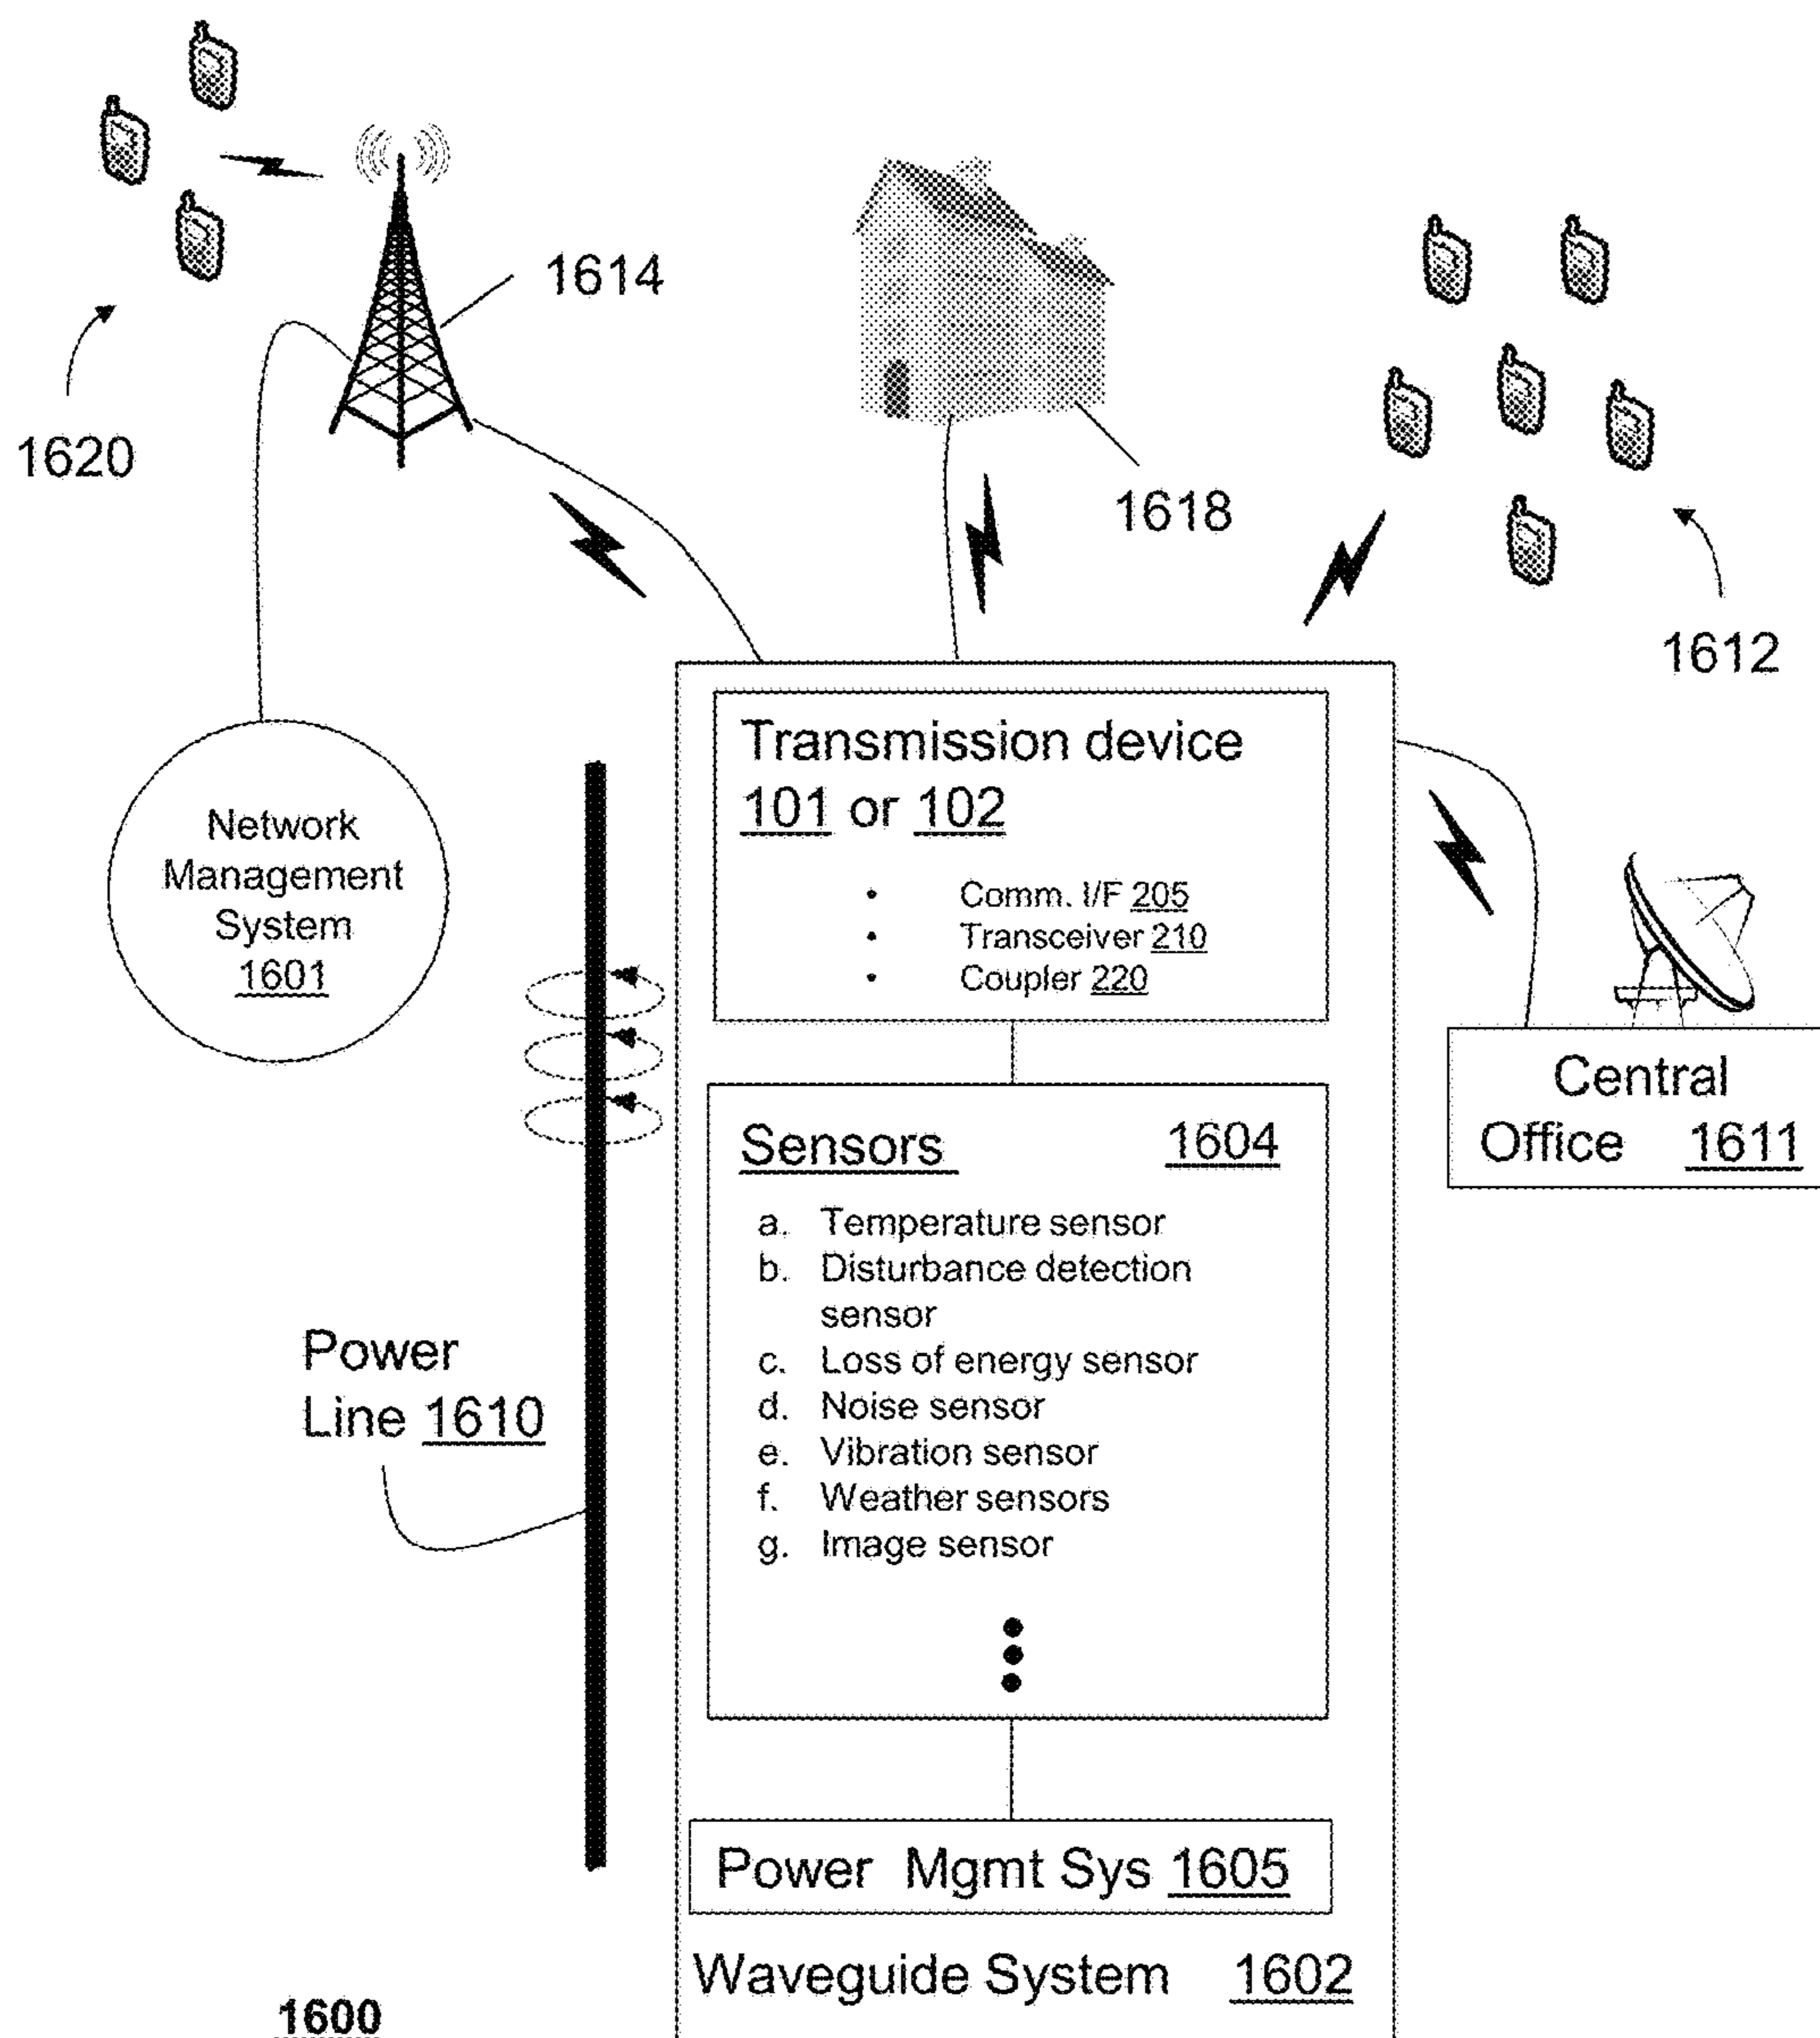 1614
1620
1618
1612
Network
Management
System
1601
Transmission device
101 or 102
• Comm. I/F 205
• Transceiver 210
• Coupler 220
Central
Office 1611
Sensors 1604
a. Temperature sensor
b. Disturbance detection
sensor
c. Loss of energy sensor
d. Noise sensor
e. Vibration sensor
f. Weather sensors
g. Image sensor
Power
Line 1610
Power Mgmt Sys 1605
Waveguide System 1602
1600